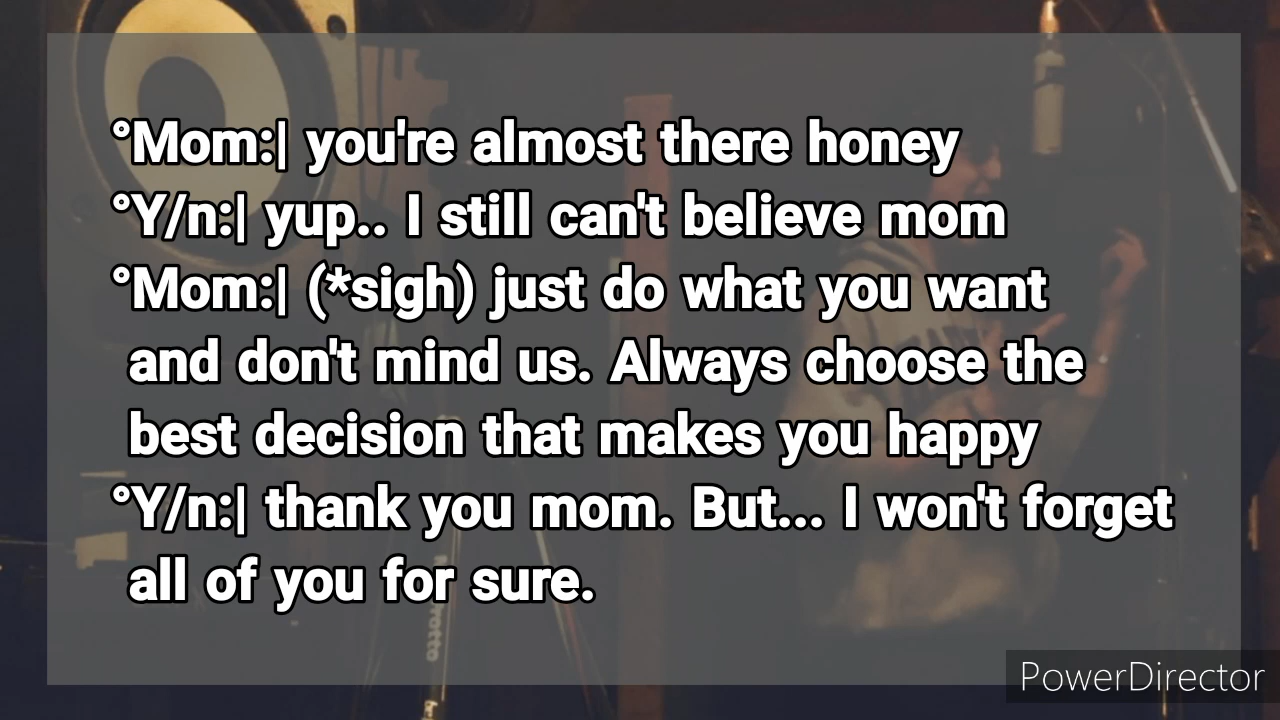 °Mom:| you're almost there honey
°Y/n:| yup.. I still can't believe mom
°Mom:| (*sigh) just do what you want
and don't mind us. Always choose the
best decision that makes you happy
°Y/n:| thank you mom. But... I won't forget
all of you for sure.
PowerDirector